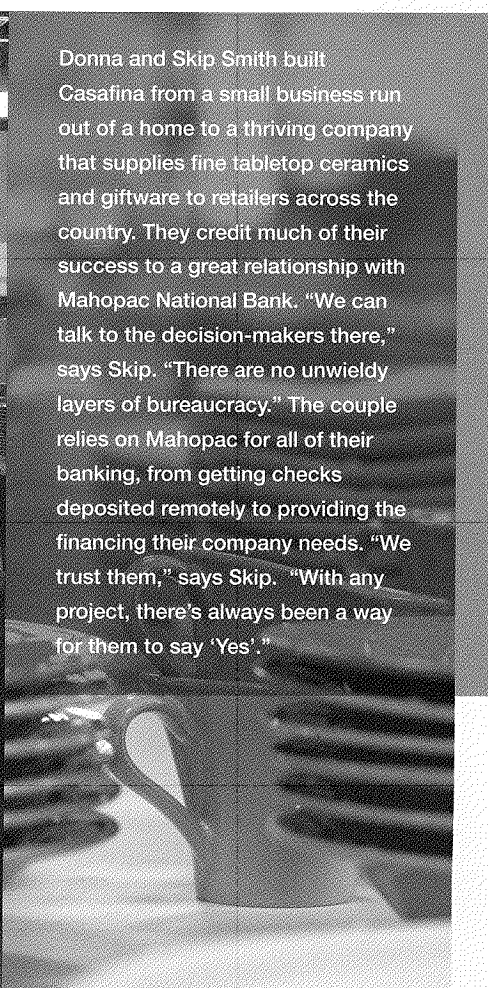 Donna and Skip Smith built
Casafina from a small business run
out of a home to a thriving company
that supplies fine tabletop ceramics
and giftware to retailers across the
country. They credit much of their
success to a great relationship with
Mahopac National Bank. “We can
talk to the decision-makers there,”
says Skip. “There are no unwieldy
layers of bureaucracy.” The couple
relies on Mahopac for all of their
banking, from getting checks
deposited remotely to providing the
financing their company needs. “We
trust them,” says Skip.  “With any
project, there’s always been a way
for them to say ‘Yes’.”